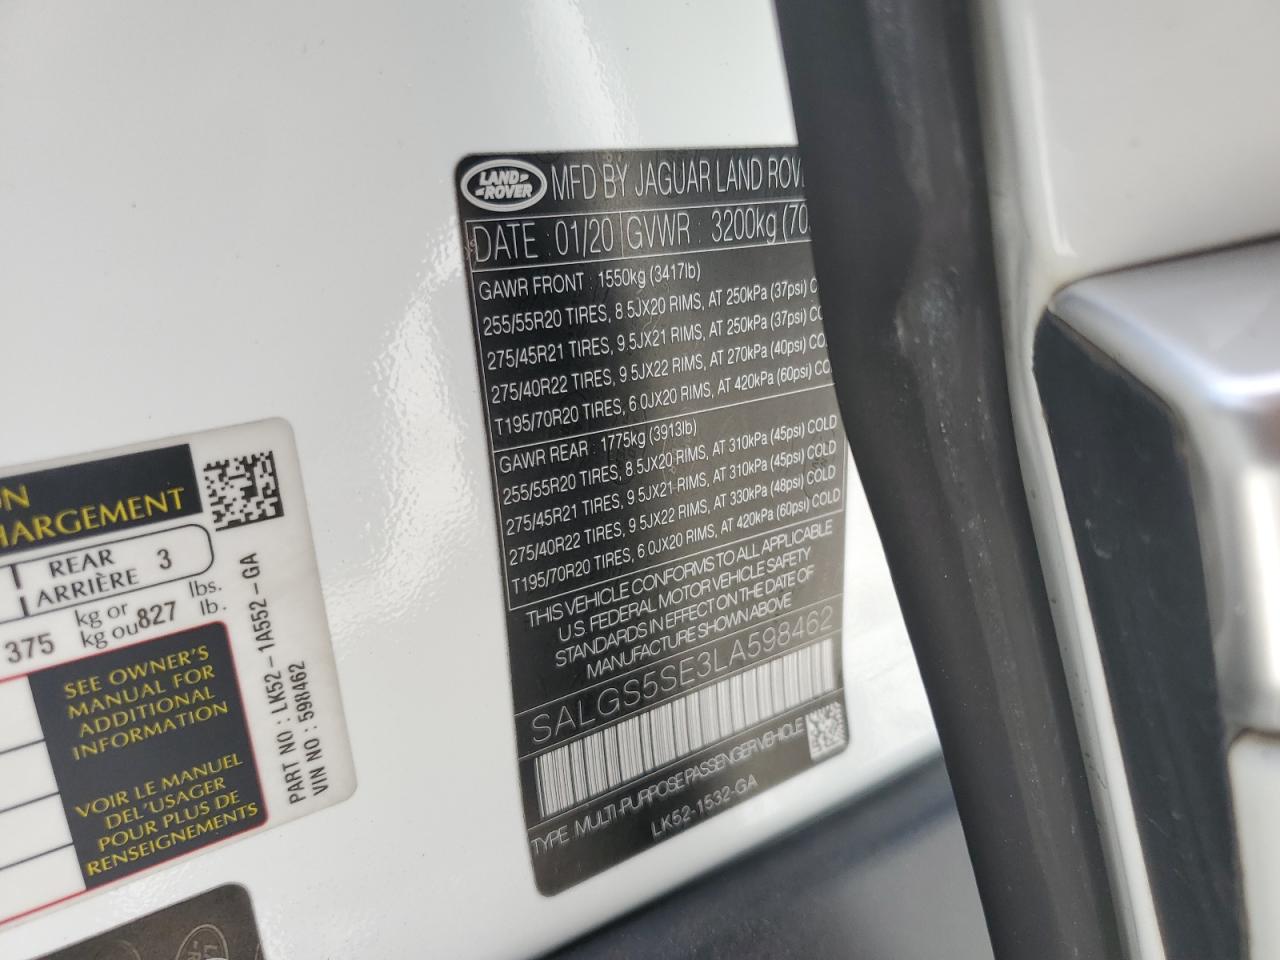 LAND- -ROVER
MFD BY JAGUAR LAND ROV
DATE : 01/20 GVWR : 3200kg (70
GAWR FRONT : 1550kg (3417lb)
255/55R20 TIRES, 8.5JX20 RIMS, AT 250kPa (37psi) C
275/45R21 TIRES, 9.5JX21 RIMS, AT 250kPa (37psi) CO
275/40R22 TIRES, 9.5JX22 RIMS, AT 270kPa (40psi) CO
T195/70R20 TIRES, 6.0JX20 RIMS, AT 420kPa (60psi) CO
GAWR REAR : 1775kg (3913lb)
255/55R20 TIRES, 8.5JX20 RIMS, AT 310kPa (45psi) COLD
275/45R21 TIRES, 9.5JX21 RIMS, AT 310kPa (45psi) COLD
275/40R22 TIRES, 9.5JX22 RIMS, AT 330kPa (48psi) COLD
T195/70R20 TIRES, 6.0JX20 RIMS, AT 420kPa (60psi) COLD
THIS VEHICLE CONFORMS TO ALL APPLICABLE
U.S. FEDERAL MOTOR VEHICLE SAFETY
STANDARDS IN EFFECT ON THE DATE OF
MANUFACTURE SHOWN ABOVE
SALGS5SE3LA598462
TYPE : MULTI-PURPOSE PASSENGER VEHICLE
LK52-1532-GA
ON
HARGEMENT
REAR
ARRIÈRE 3
375 kg or 827 lbs.
kg ou lb.
SEE OWNER'S
MANUAL FOR
ADDITIONAL
INFORMATION
VOIR LE MANUEL
DEL'USAGER
POUR PLUS DE
RENSEIGNEMENTS
PART NO : LK52-1A552-GA
VIN NO : 598462